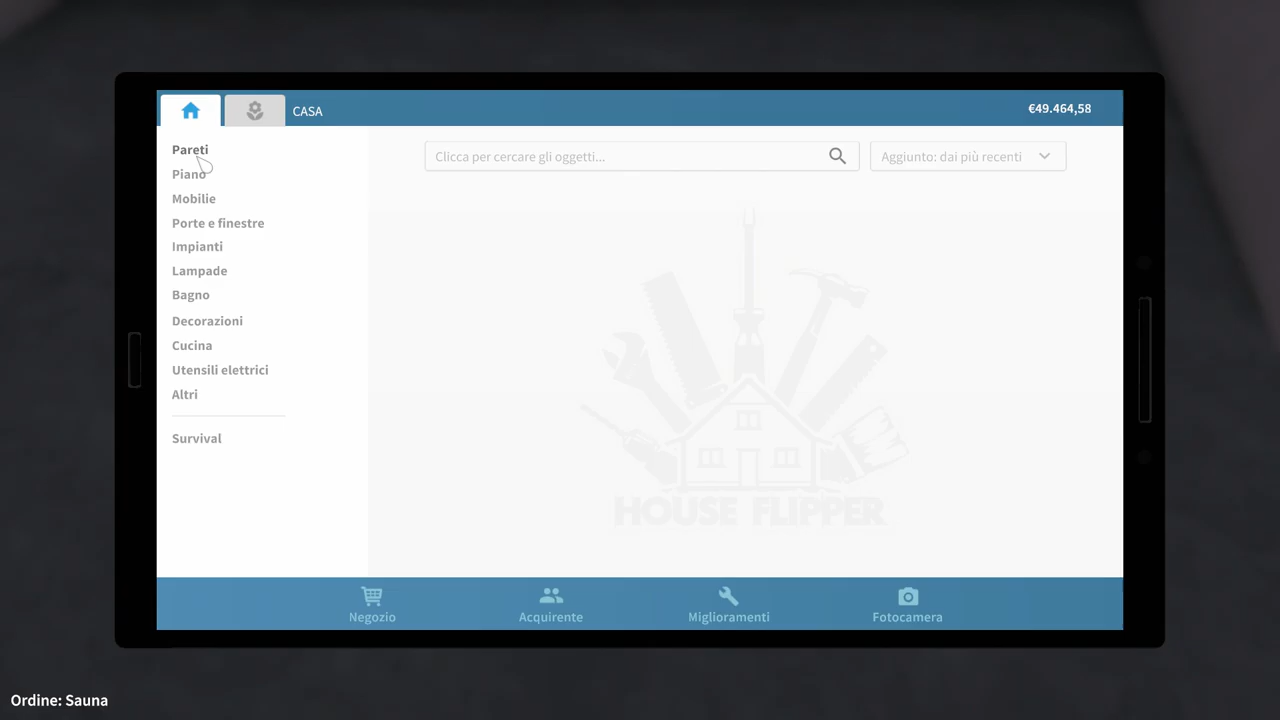 CASA
€49.464,58
Pareti
Piano
Mobilie
Porte e finestre
Impianti
Lampade
Bagno
Decorazioni
Cucina
Utensili elettrici
Altri
Survival
Clicca per cercare gli oggetti...
Aggiunto: dai più recenti
HOUSE FLIPPER
Negozio
Acquirente
Miglioramenti
Fotocamera
Ordine: Sauna